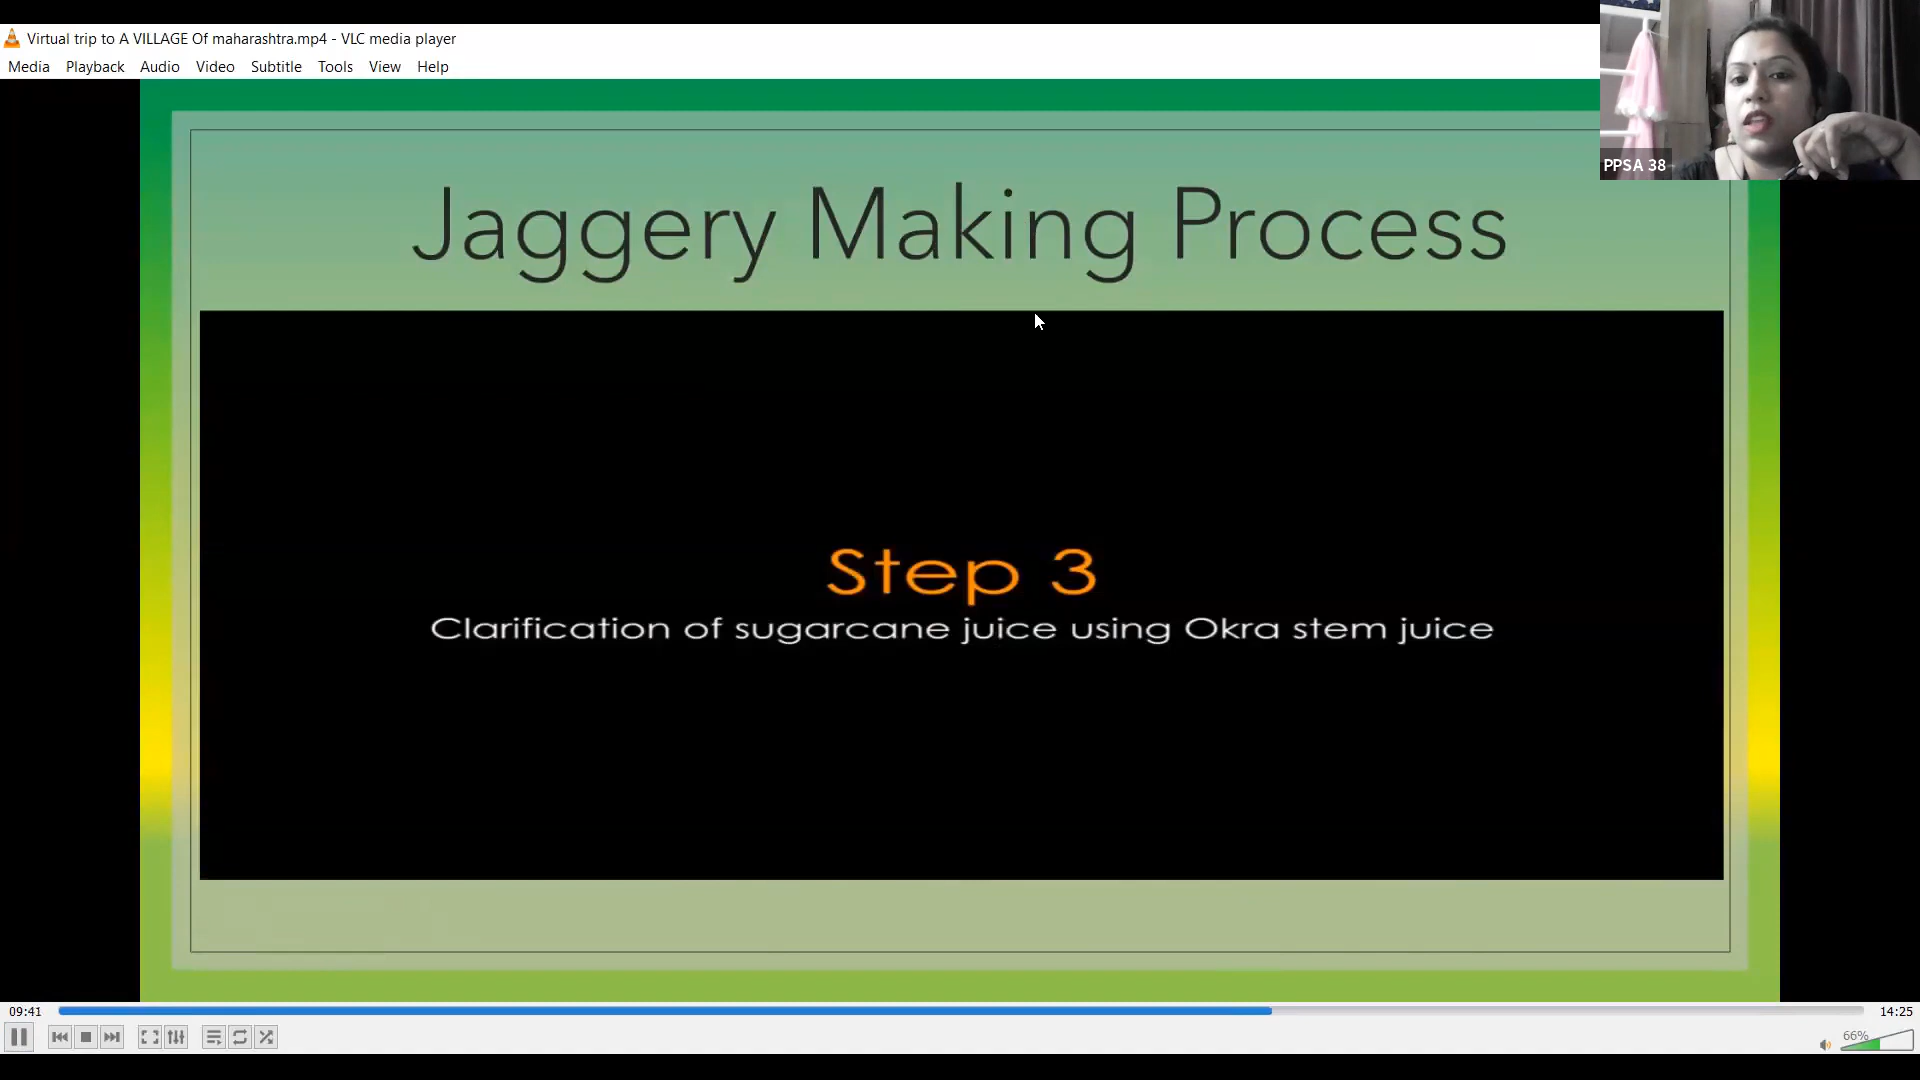 Virtual trip to A VILLAGE Of maharashtra.mp4 - VLC media player
Media Playback Audio Video Subtitle Tools View Help
PPSA 38
Jaggery Making Process
Step 3
Clarification of sugarcane juice using Okra stem juice
09:41
14:25
66%